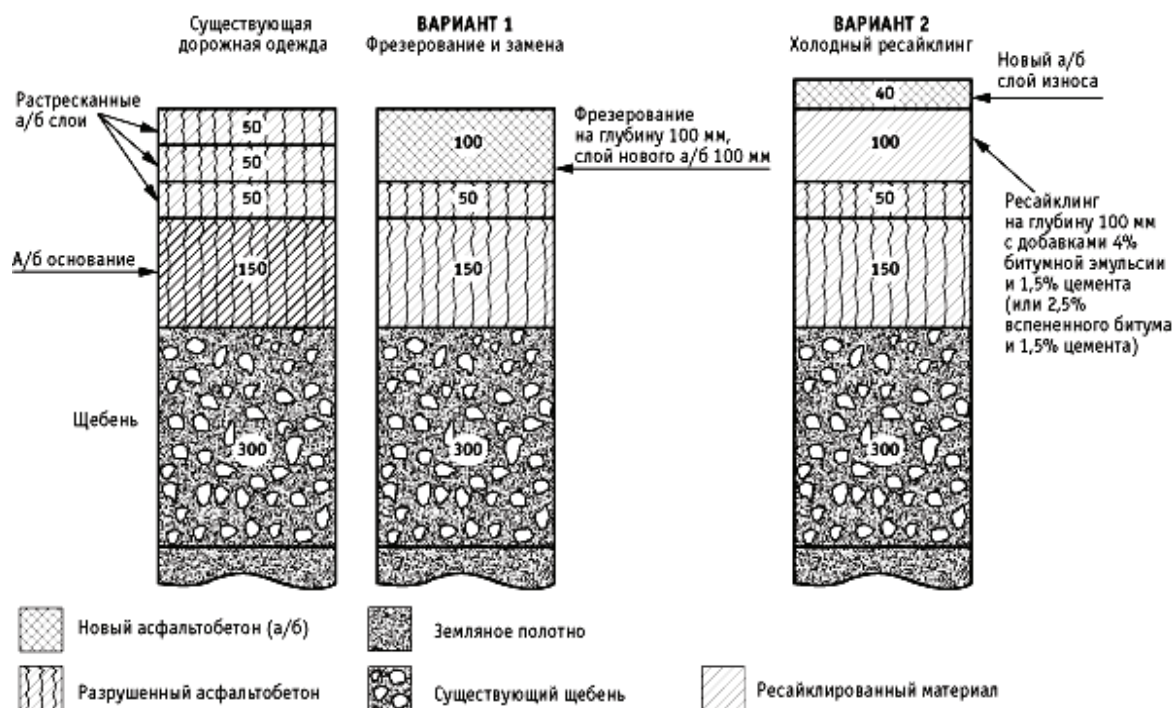 Существующая
дорожная одежда
ВАРИАНТ 1
Фрезерование и замена
ВАРИАНТ 2
Холодный ресайклинг
Растресканные
а/б слои
50
50
50
А/б основание
150
Щебень
300
100
50
150
300
Фрезерование
на глубину 100 мм,
слой нового а/б 100 мм
40
100
50
150
300
Новый а/б
слой износа
Ресайклинг
на глубину 100 мм
с добавками 4%
битумной эмульсии
и 1,5% цемента
(или 2,5%
вспененного битума
и 1,5% цемента)
Новый асфальтобетон (а/б)
Земляное полотно
Разрушенный асфальтобетон
Существующий щебень
Ресайклированный материал